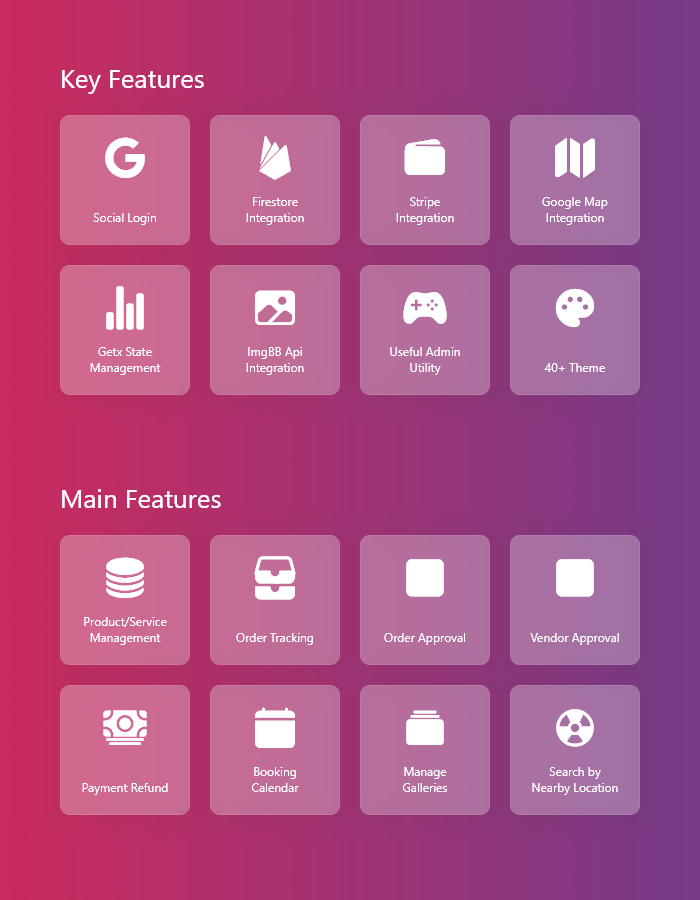 Key Features
Social Login
Firestore
Integration
Stripe
Integration
Google Map
Integration
Getx State
Management
ImgBB Api
Integration
Useful Admin
Utility
40+ Theme
Main Features
Product/Service
Management
Order Tracking
Order Approval
Vendor Approval
Payment Refund
Booking
Calendar
Manage
Galleries
Search by
Nearby Location